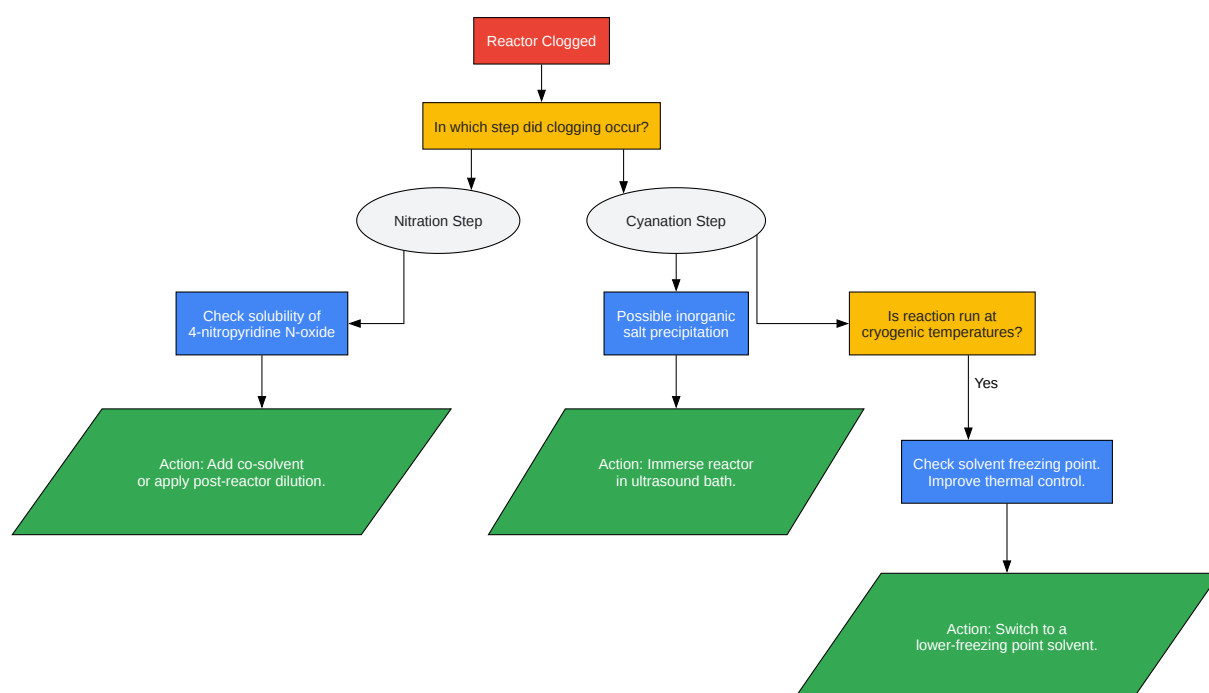 Reactor Clogged
In which step did clogging occur?
Nitration Step
Cyanation Step
Check solubility of
4-nitropyridine N-oxide
Possible inorganic
salt precipitation
Is reaction run at
cryogenic temperatures?
Yes
Action: Add co-solvent
or apply post-reactor dilution.
Action: Immerse reactor
in ultrasound bath.
Check solvent freezing point.
Improve thermal control.
Action: Switch to a
lower-freezing point solvent.